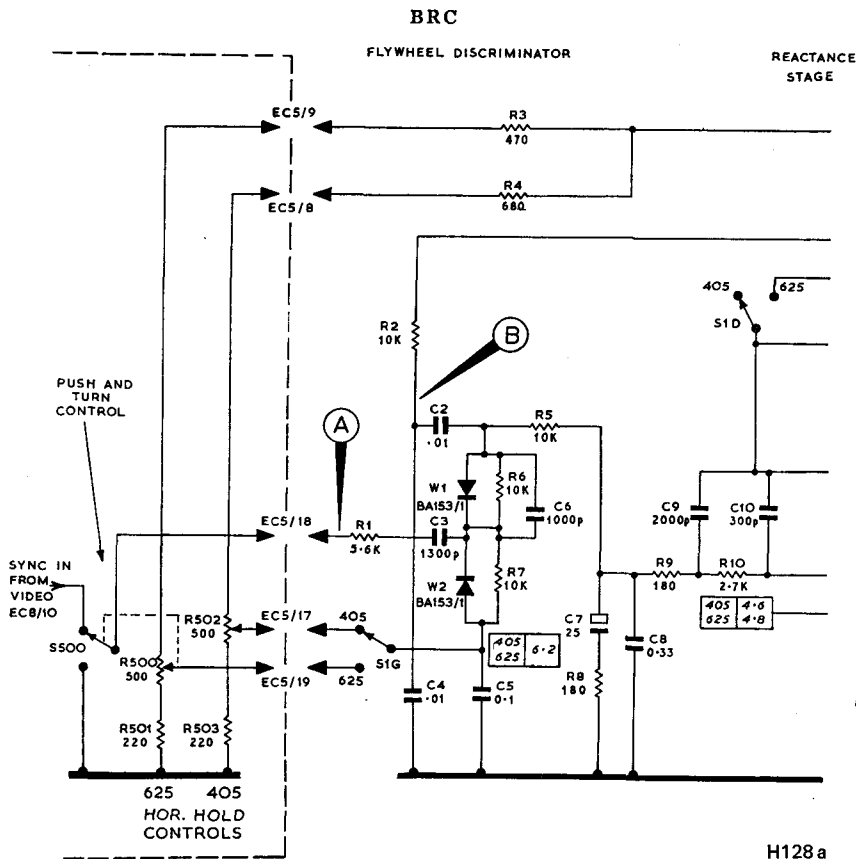 BRC
FLYWHEEL DISCRIMINATOR
REACTANCE
STAGE
EC5/9
R3
470
EC5/8
R4
680
405
625
S1D
R2
10K
B
PUSH AND
TURN
CONTROL
A
C2
.01
R5
10K
W1
BA153/1
R6
10K
C6
1000p
C9
2000p
C10
300p
EC5/18
R1
5.6K
C3
1300p
SYNC IN
FROM
VIDEO
EC8/10
W2
BA153/1
R7
10K
R9
180
R10
2.7K
405 4.6
625 4.8
S500
R502
500
EC5/17
405
S1G
405
625
6.2
C7
25
C8
0.33
R500
500
EC5/19
625
R8
180
C4
.01
C5
0.1
R501
220
R503
220
625 405
HOR. HOLD
CONTROLS
H128a